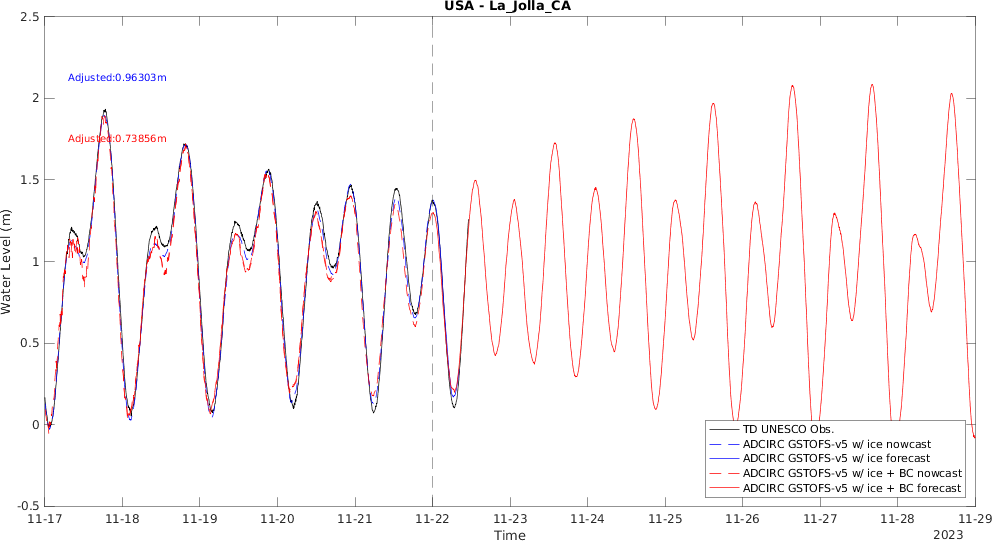 USA - La_Jolla_CA
2.5
Adjusted:0.96303m
2
Adjusted:0.73856m
1.5
1
0.5
0
-0.5
Water Level (m)
TD UNESCO Obs.
ADCIRC GSTOFS-v5 w/ ice nowcast
ADCIRC GSTOFS-v5 w/ ice forecast
ADCIRC GSTOFS-v5 w/ ice + BC nowcast
ADCIRC GSTOFS-v5 w/ ice + BC forecast
11-17 11-18 11-19 11-20 11-21 11-22 11-23 11-24 11-25 11-26 11-27 11-28 11-29
Time
2023